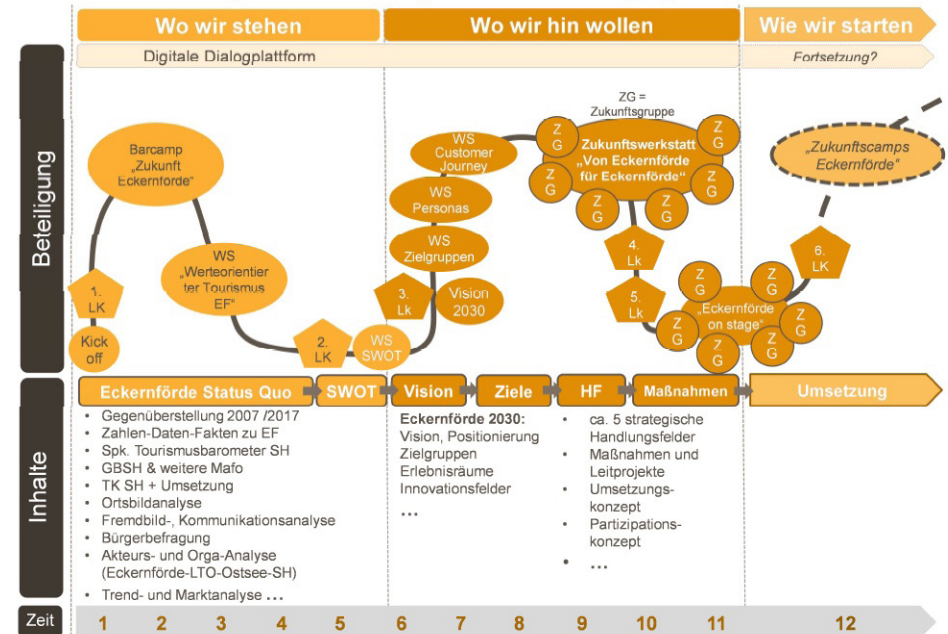 Wo wir stehen
Wo wir hin wollen
Wie wir starten
Digitale Dialogplattform
Fortsetzung?
Beteiligung
Kick
off
1.
LK
Barcamp
„Zukunft
Eckernförde"
WS
„Werteorientier
ter Tourismus
EF"
2.
LK
WS
SWOT
3.
Lk
Vision
2030
WS
Zielgruppen
WS
Personas
WS
Customer
Journey
ZG =
Zukunftsgruppe
Zukunftswerkstatt
„Von Eckernförde
für Eckernförde"
Z
G
Z
G
Z
G
Z
G
Z
G
Z
G
Z
G
Z
G
4.
Lk
5.
Lk
„Eckernförde
on stage"
Z
G
Z
G
Z
G
Z
G
Z
G
Z
G
Z
G
6.
LK
„Zukunftscamps
Eckernförde"
Inhalte
Eckernförde Status Quo
SWOT
Vision
Ziele
HF
Maßnahmen
Umsetzung
• Gegenüberstellung 2007 /2017
• Zahlen-Daten-Fakten zu EF
• Spk. Tourismusbarometer SH
• GBSH & weitere Mafo
• TK SH + Umsetzung
• Ortsbildanalyse
• Fremdbild-, Kommunikationsanalyse
• Bürgerbefragung
• Akteurs- und Orga-Analyse
(Eckernförde-LTO-Ostsee-SH)
• Trend- und Marktanalyse ...
Eckernförde 2030:
Vision, Positionierung
Zielgruppen
Erlebnisräume
Innovationsfelder
...
• ca. 5 strategische
Handlungsfelder
• Maßnahmen und
Leitprojekte
• Umsetzungs-
konzept
• Partizipations-
konzept
• ...
Zeit
1 2 3 4 5 6 7 8 9 10 11 12